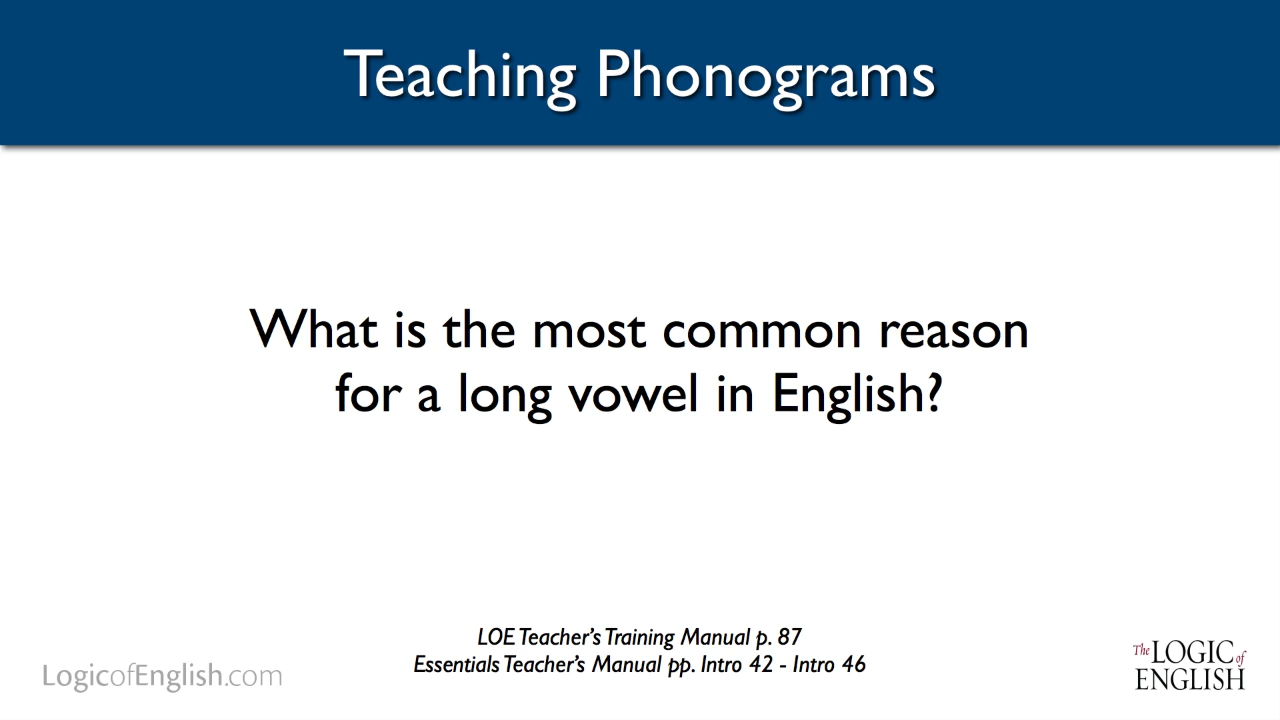 Teaching Phonograms
What is the most common reason
for a long vowel in English?
LOE Teacher's Training Manual p. 87
Essentials Teacher's Manual pp. Intro 42 - Intro 46
LogicofEnglish.com
The LOGIC of
ENGLISH